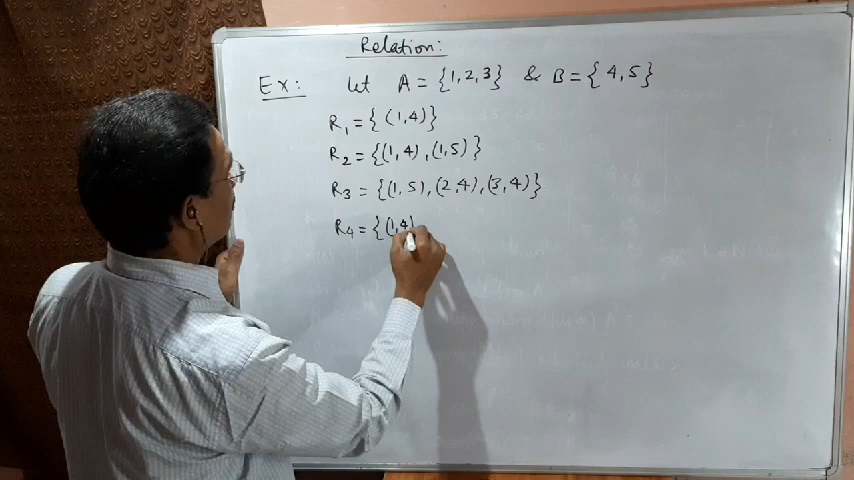 Relation:
Ex: Let A = {1,2,3} & B = { 4,5}
R1 = { (1,4)}
R2 = {(1,4) , (1,5) }
R3 = {(1,5), (2,4), (3,4)}
R4 = {(1,4)